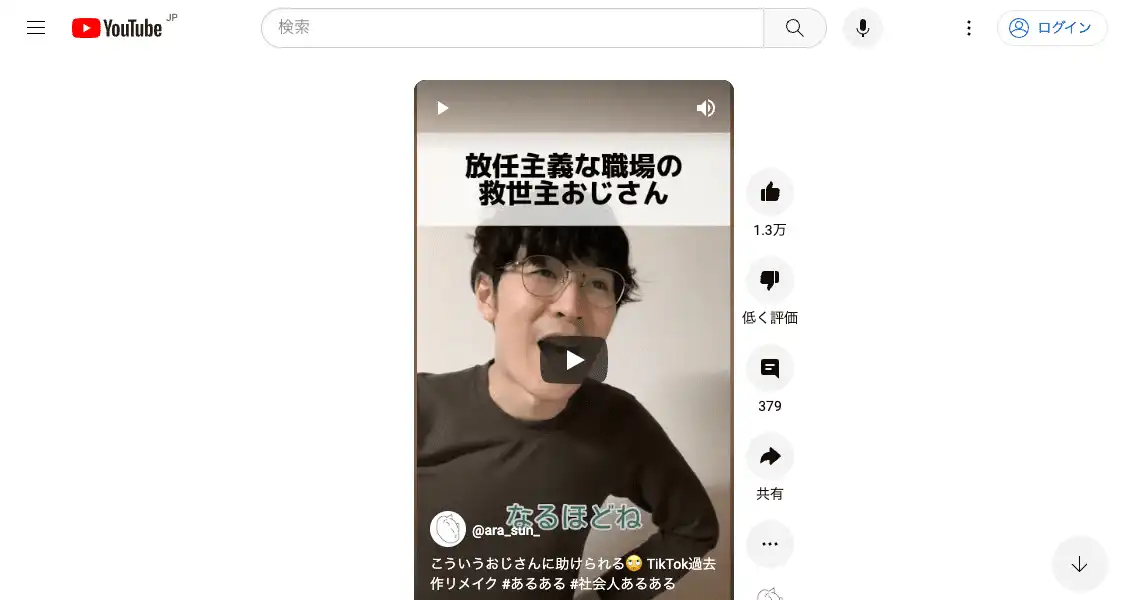 YouTube JP
検索
ログイン
放任主義な職場の
救世主おじさん
1.3万
低く評価
379
共有
なるほどね
@ara_sun_
こういうおじさんに助けられる🙄 TikTok過去
作リメイク #あるある #社会人あるある